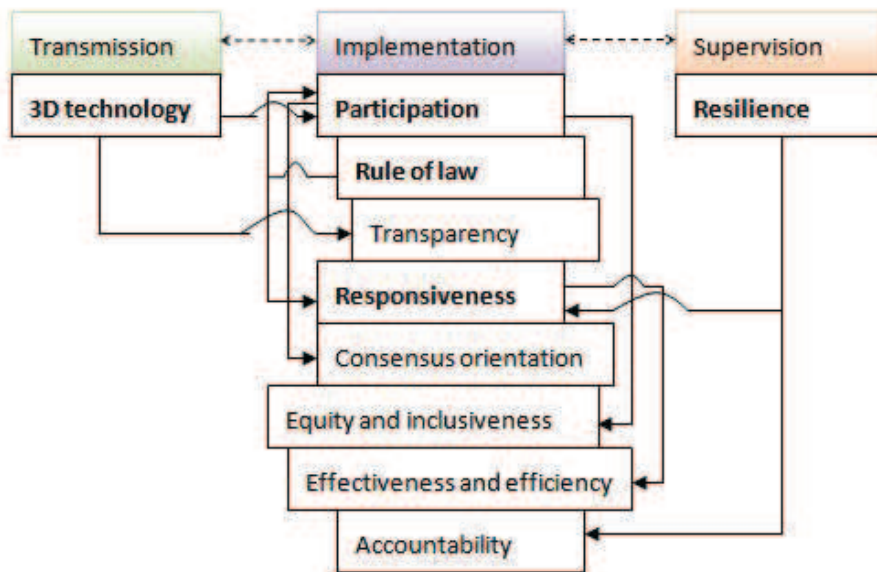 Transmission
Implementation
Supervision
3D technology
Participation
Resilience
Rule of law
Transparency
Responsiveness
Consensus orientation
Equity and inclusiveness
Effectiveness and efficiency
Accountability